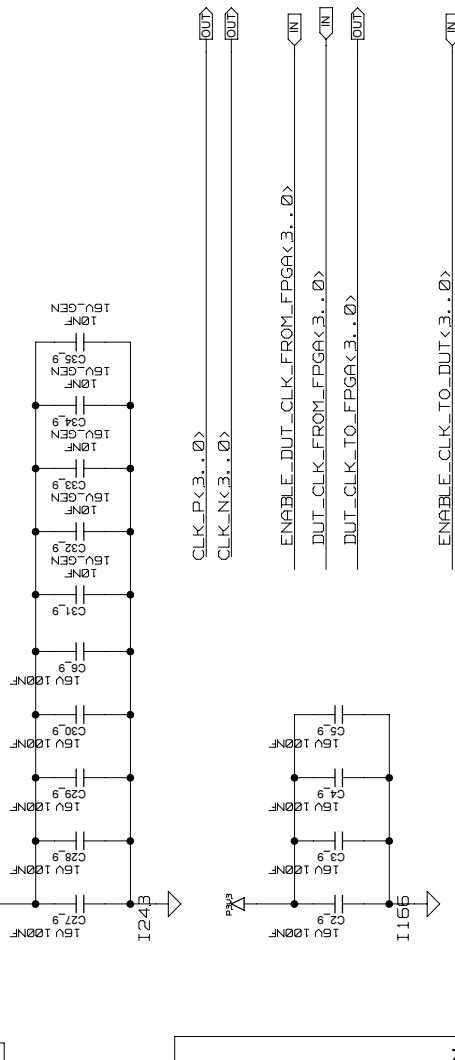 OUT
OUT
IN
IN
OUT
IN
CLK_P<3..0>
CLK_N<3..0>
ENABLE_DUT_CLK_FROM_FPGA<3..0>
DUT_CLK_FROM_FPGA<3..0>
DUT_CLK_TO_FPGA<3..0>
ENABLE_CLK_TO_DUT<3..0>
16V_GEN
10NF
C35_9
16V_GEN
10NF
C34_9
16V_GEN
10NF
C33_9
16V_GEN
10NF
C32_9
16V_GEN
10NF
C31_9
C6_9
16V 100NF
C30_9
16V 100NF
C29_9
16V 100NF
C28_9
16V 100NF
C27_9
16V 100NF
I243
C5_9
16V 100NF
C4_9
16V 100NF
C3_9
16V 100NF
C2_9
16V 100NF
P3V3
I166